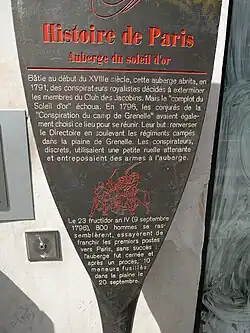 Histoire de Paris
Auberge du soleil d'or
Bâtie au début du XVIIIe siècle, cette auberge abrita, en
1791, des conspirateurs royalistes décidés à exterminer
les membres du Club des Jacobins. Mais le "complot du
Soleil d'or" échoua. En 1796, les conjurés de la
"Conspiration du camp de Grenelle" avaient égale-
ment choisi ce lieu pour se réunir. Leur but: renverser
le Directoire en soulevant les régiments campés
dans la plaine de Grenelle. Les conspirateurs,
discrets, utilisaient une petite ruelle attenante
et entreposaient des armes à l'auberge.
Le 23 fructidor an IV (9 septembre
1796), 800 hommes se ras-
semblèrent, essayèrent de
franchir les premiers postes
vers Paris, sans succès :
l'auberge fut cernée et
après un procès, 10
meneurs fusillés
dans la plaine le
20 septembre.